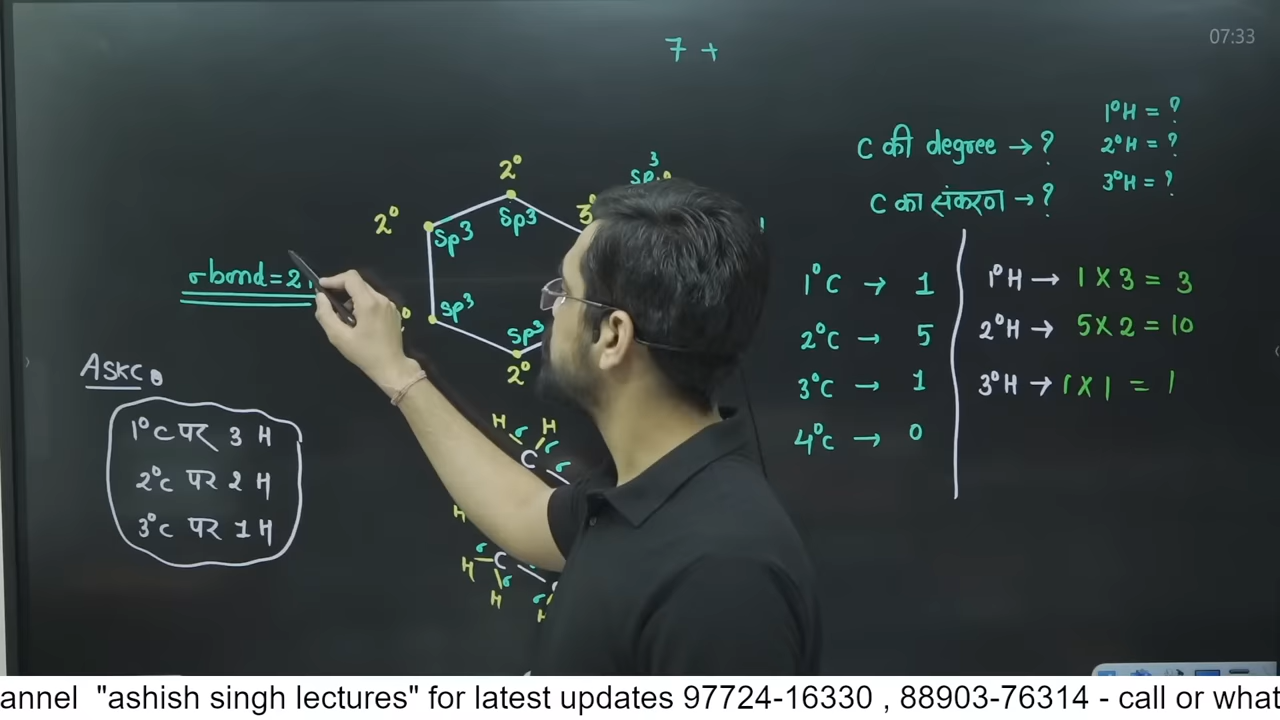 07:33
7 +
C की degree → ?
C का संकरण → ?
1°H = ?
2°H = ?
3°H = ?
2°
2°
3°
sp3
sp3
sp3
sp3
sp3
2°
σ bond = 2
ASKC
1°C पर 3 H
2°C पर 2 H
3°C पर 1 H
1°C → 1
2°C → 5
3°C → 1
4°C → 0
1°H → 1 X 3 = 3
2°H → 5 X 2 = 10
3°H → 1 X 1 = 1
H H
σ σ
C σ
H
σ
H C
H σ
σ
H
annel "ashish singh lectures" for latest updates 97724-16330 , 88903-76314 - call or what